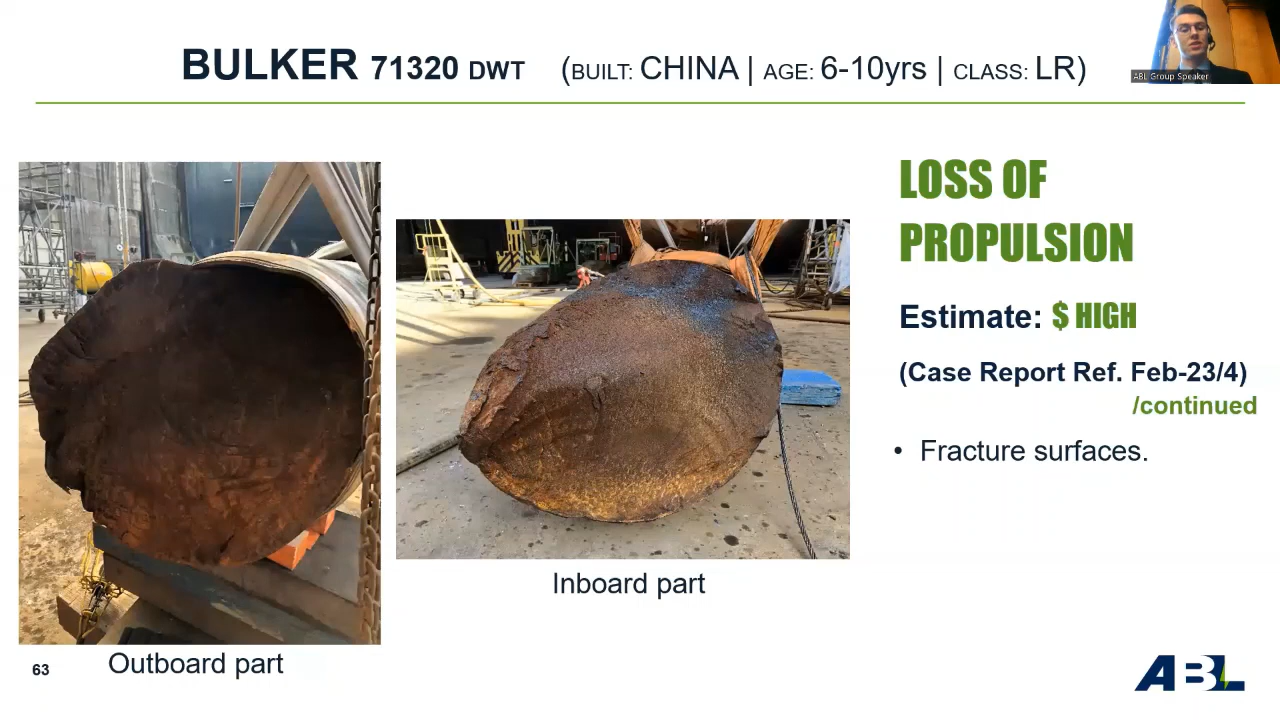 BULKER 71320 DWT (BUILT: CHINA | AGE: 6-10yrs | CLASS: LR)
ABL Group Speaker
LOSS OF
PROPULSION
Estimate: $ HIGH
(Case Report Ref. Feb-23/4)
/continued
• Fracture surfaces.
Inboard part
Outboard part
63
ABL